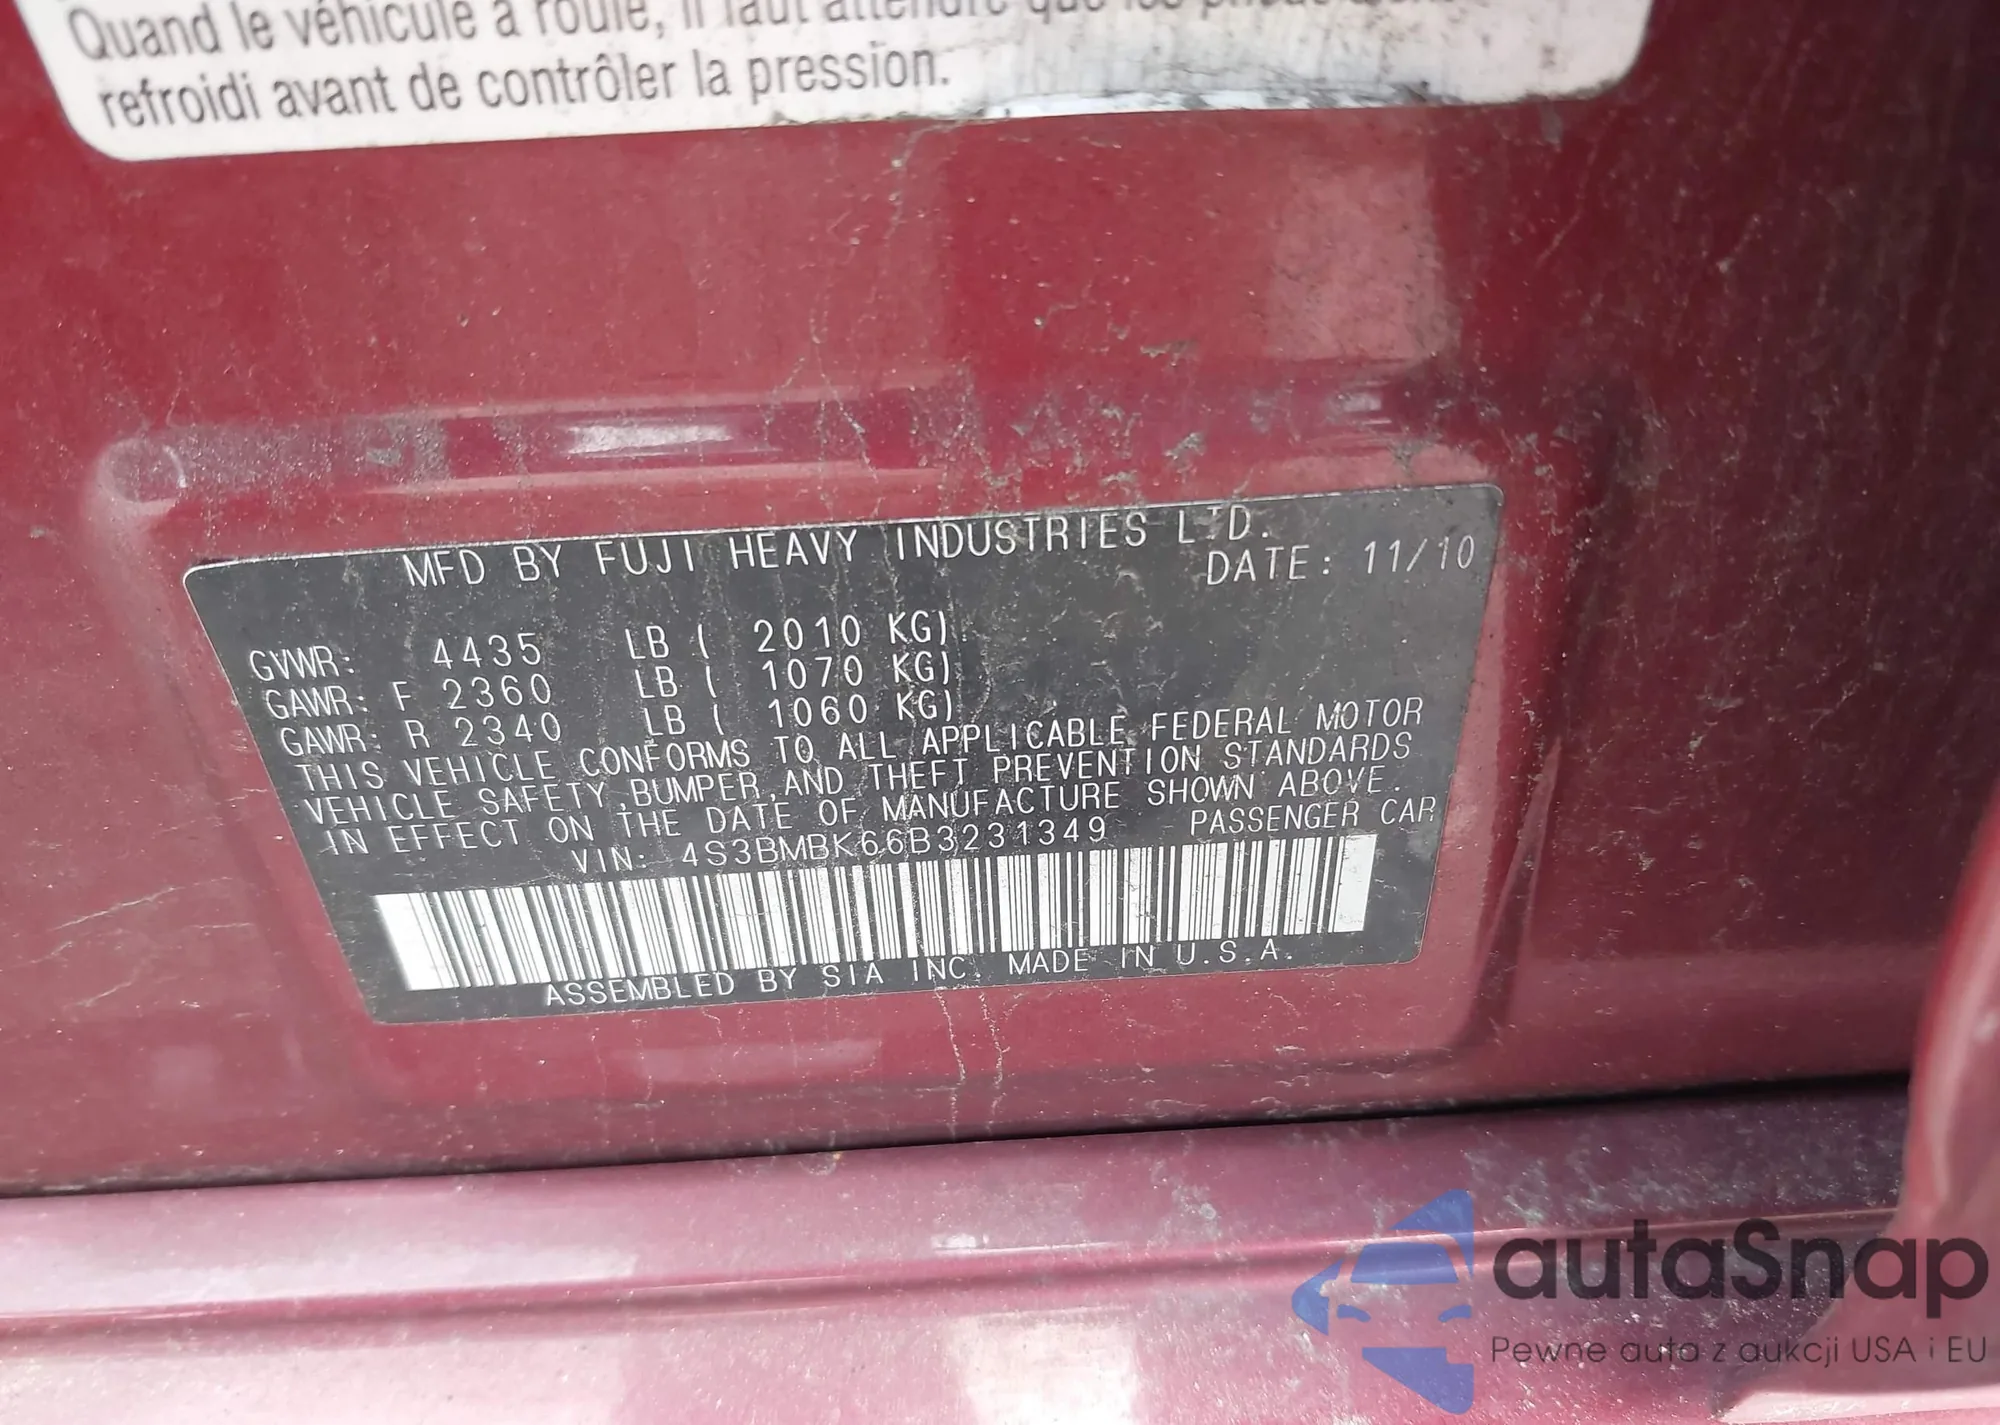 Quand le véhicule a roulé, il faut attendre que les pneus
refroidi avant de contrôler la pression.
MFD BY FUJI HEAVY INDUSTRIES LTD.
DATE: 11/10
GVWR: 4435 LB ( 2010 KG)
GAWR: F 2360 LB ( 1070 KG)
GAWR: R 2340 LB ( 1060 KG)
THIS VEHICLE CONFORMS TO ALL APPLICABLE FEDERAL MOTOR
VEHICLE SAFETY,BUMPER,AND THEFT PREVENTION STANDARDS
IN EFFECT ON THE DATE OF MANUFACTURE SHOWN ABOVE.
VIN: 4S3BMBK66B3231349 PASSENGER CAR
ASSEMBLED BY SIA INC. MADE IN U.S.A.
autaSnap
Pewne auta z aukcji USA i EU